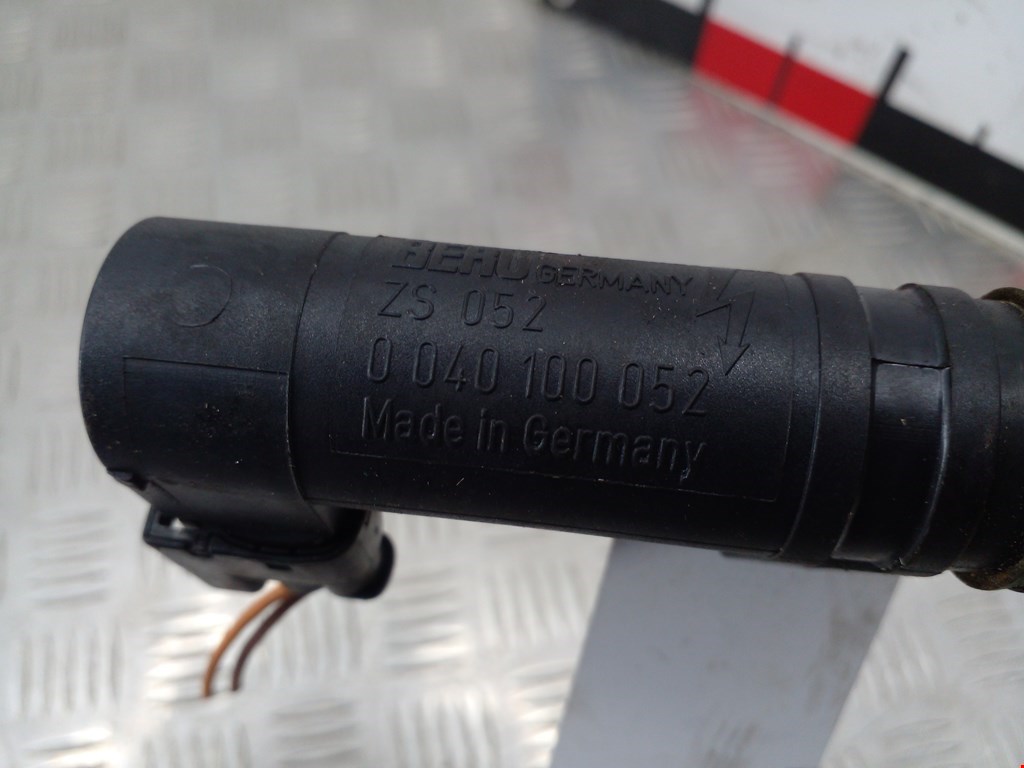 BERU GERMANY
ZS 052
0 040 100 052
Made in Germany